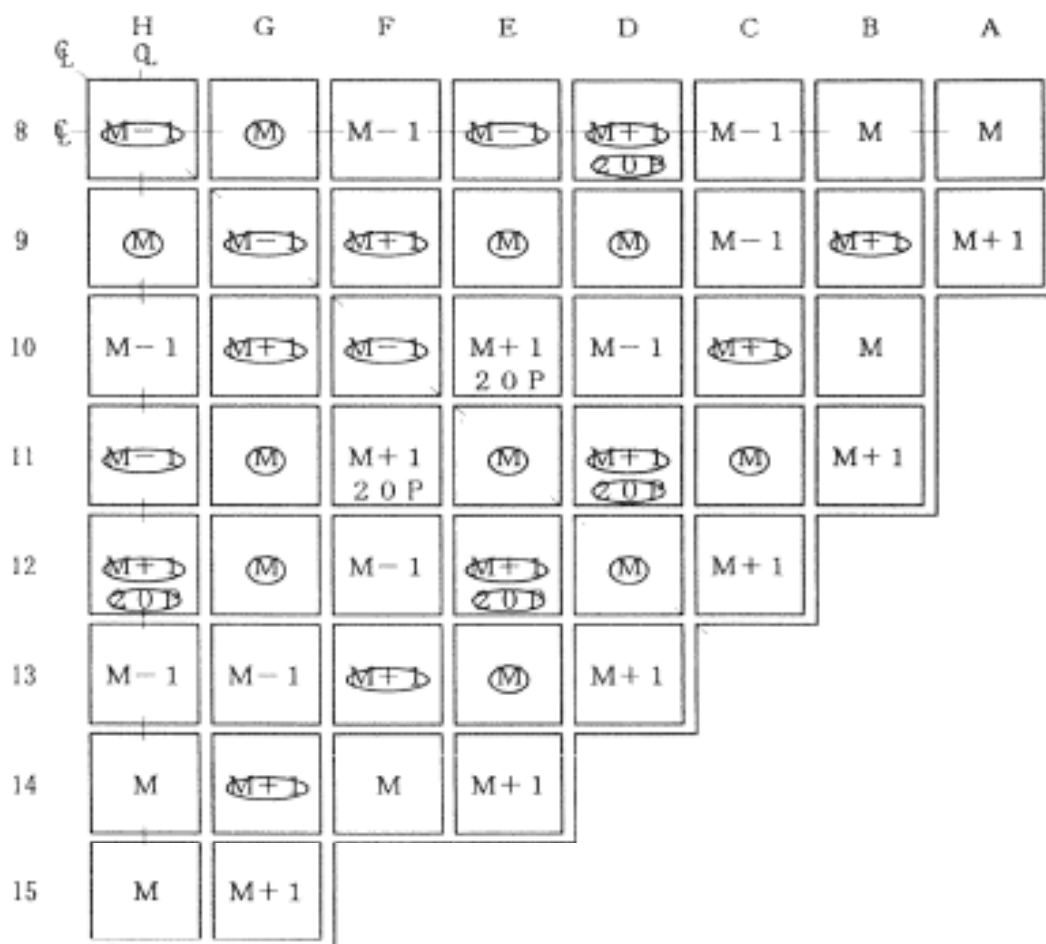 H G F E D C B A
℄ ℄
8 ℄ M-1 M M-1 M-1 M+1 M-1 M M
20P
9 M M-1 M+1 M M M-1 M+1 M+1
10 M-1 M+1 M-1 M+1 M-1 M+1 M
20P
11 M-1 M M+1 M M+1 M M+1
20P 20P
12 M+1 M M-1 M+1 M M+1
20P 20P
13 M-1 M-1 M+1 M M+1
14 M M+1 M M+1
15 M M+1